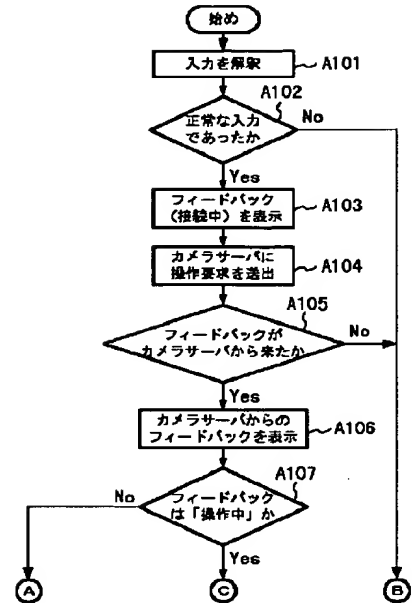 始め
入力を解釈
A101
A102
正常な入力
であったか
No
Yes
フィードバック
(接続中)を表示
A103
カメラサーバに
操作要求を送出
A104
A105
フィードバックが
カメラサーバから来たか
No
Yes
カメラサーバからの
フィードバックを表示
A106
A107
No
フィードバック
は「操作中」か
Yes
A
C
B